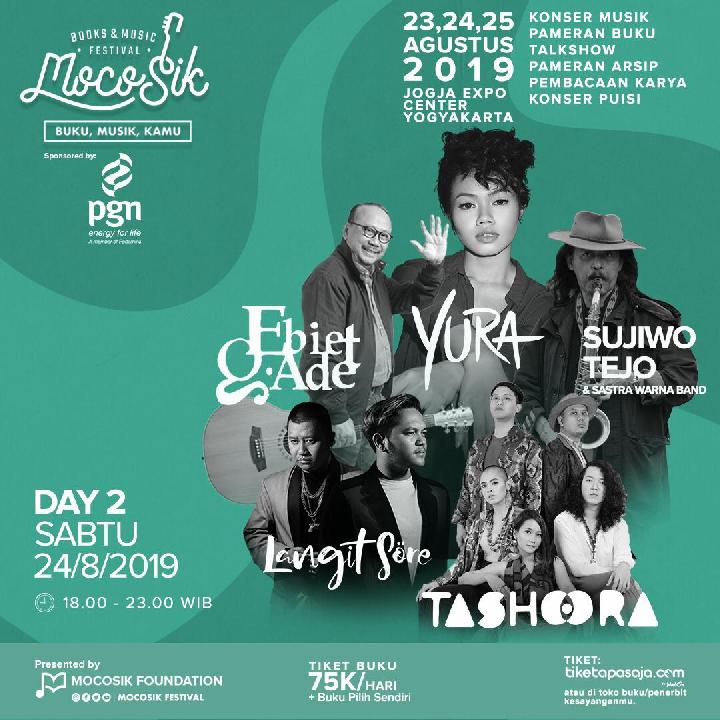 BOOKS & MUSIC
FESTIVAL
MocoSik
BUKU, MUSIK, KAMU
Sponsored by:
pgn
energy for life
A member of Pertamina
23,24,25
AGUSTUS
2019
JOGJA EXPO
CENTER
YOGYAKARTA
KONSER MUSIK
PAMERAN BUKU
TALKSHOW
PAMERAN ARSIP
PEMBACAAN KARYA
KONSER PUISI
Ebiet
G.Ade
YURA
SUJIWO
TEJO
& SASTRA WARNA BAND
Langit Sore
TASHOORA
DAY 2
SABTU
24/8/2019
18.00 - 23.00 WIB
Presented by
MOCOSIK FOUNDATION
: MOCOSIK FESTIVAL
TIKET BUKU
75K/HARI
+ Buku Pilih Sendiri
TIKET:
tiketapasaja.com
atau di toko buku/penerbit
kesayanganmu.